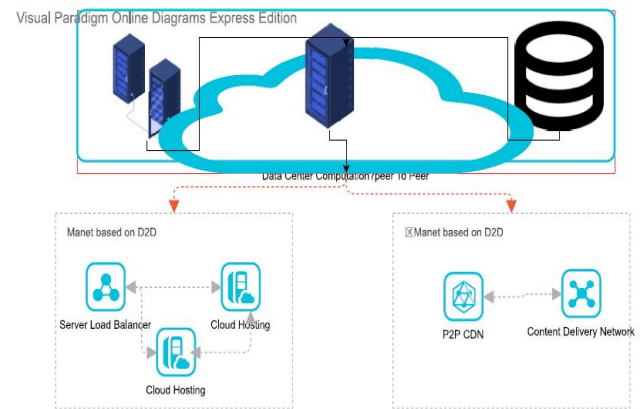 Visual Paradigm Online Diagrams Express Edition
Data Center Computation?peer To Peer
Manet based on D2D
Server Load Balancer
Cloud Hosting
Cloud Hosting
Manet based on D2D
P2P CDN
Content Delivery Network